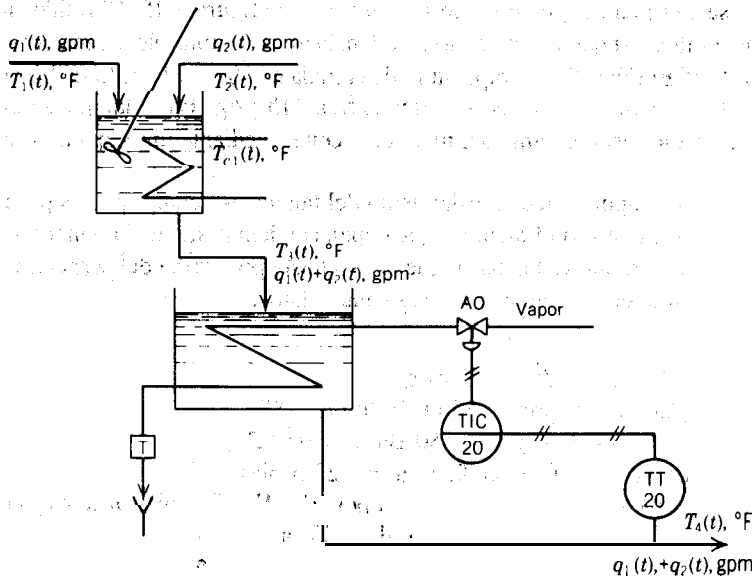 q₁(t), gpm
T₁(t), °F
q₂(t), gpm
T₂(t), °F
T꜀₁(t), °F
T₃(t), °F
q₁(t)+q₂(t), gpm
AO
Vapor
TIC
20
TT
20
T
T₄(t), °F
q₁(t),+q₂(t), gpm